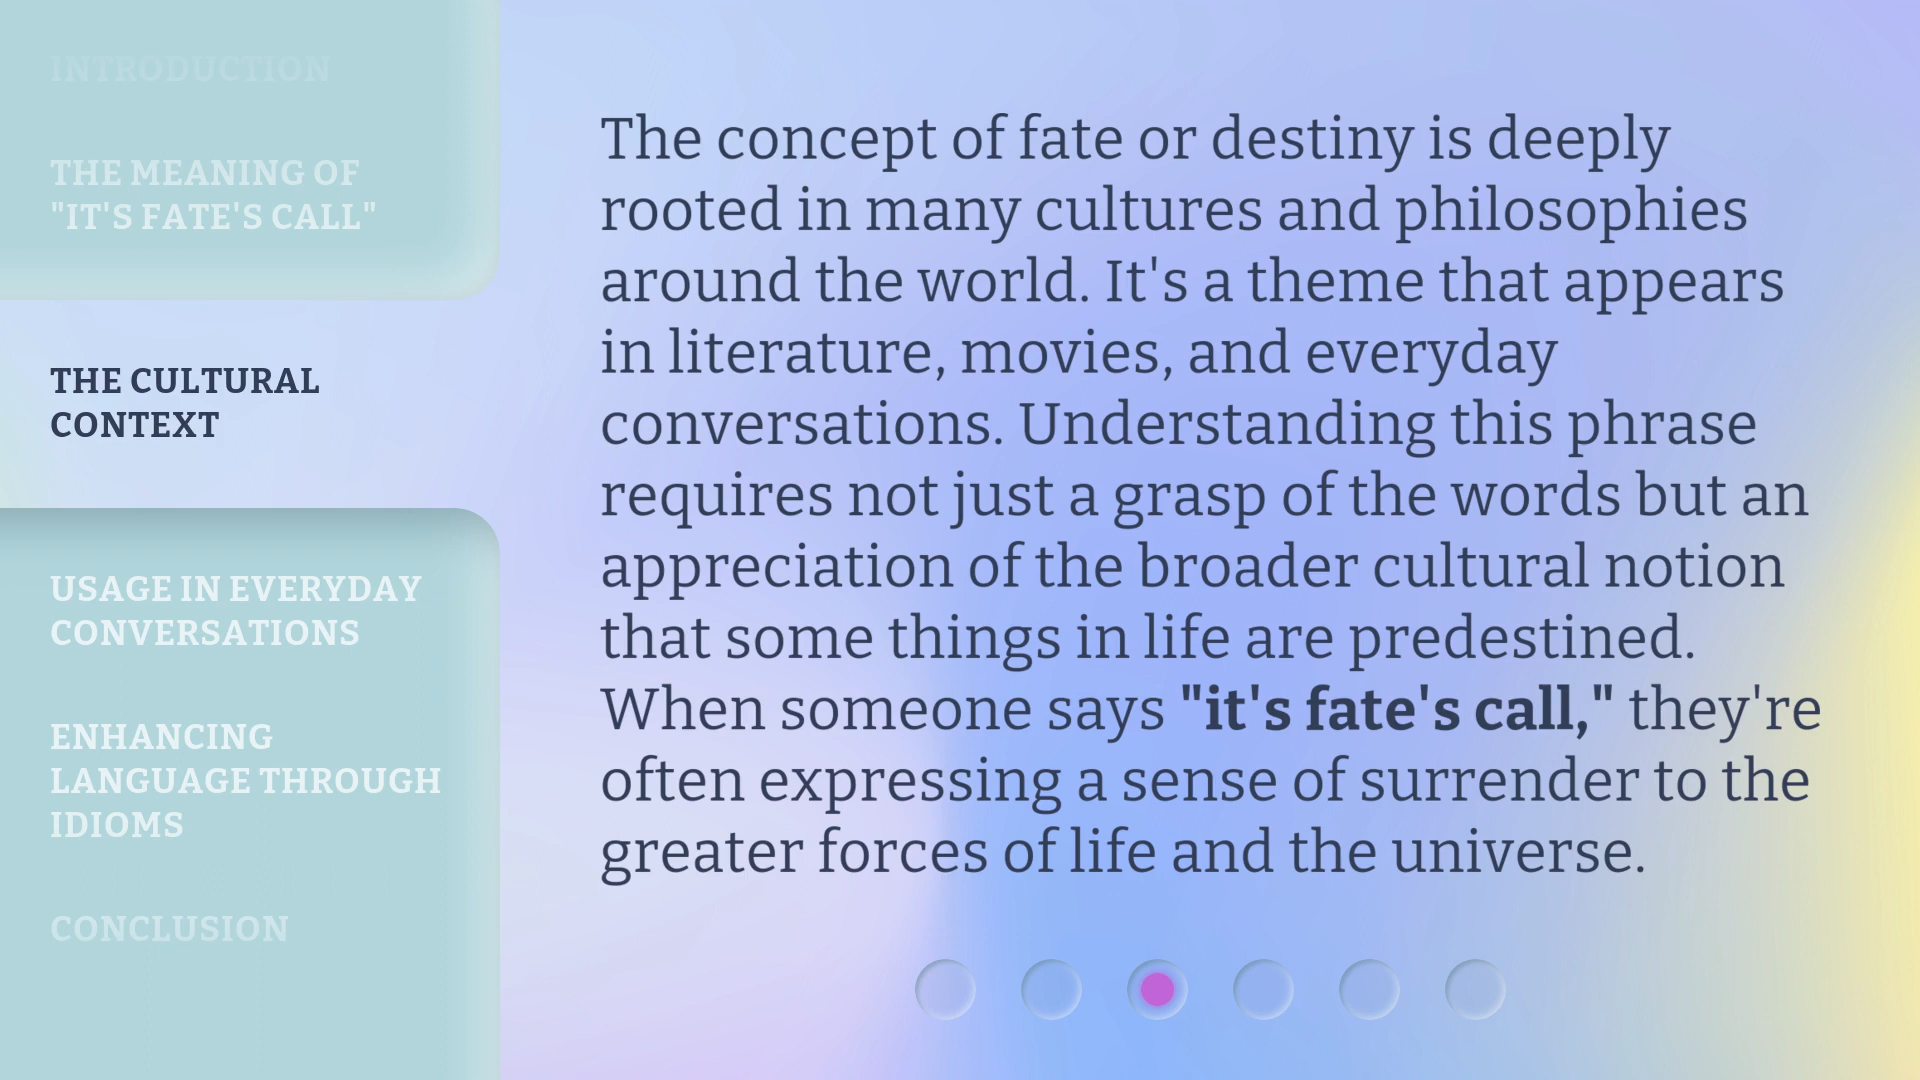 INTRODUCTION
THE MEANING OF
"IT'S FATE'S CALL"
THE CULTURAL
CONTEXT
USAGE IN EVERYDAY
CONVERSATIONS
ENHANCING
LANGUAGE THROUGH
IDIOMS
CONCLUSION
The concept of fate or destiny is deeply
rooted in many cultures and philosophies
around the world. It's a theme that appears
in literature, movies, and everyday
conversations. Understanding this phrase
requires not just a grasp of the words but an
appreciation of the broader cultural notion
that some things in life are predestined.
When someone says "it's fate's call," they're
often expressing a sense of surrender to the
greater forces of life and the universe.